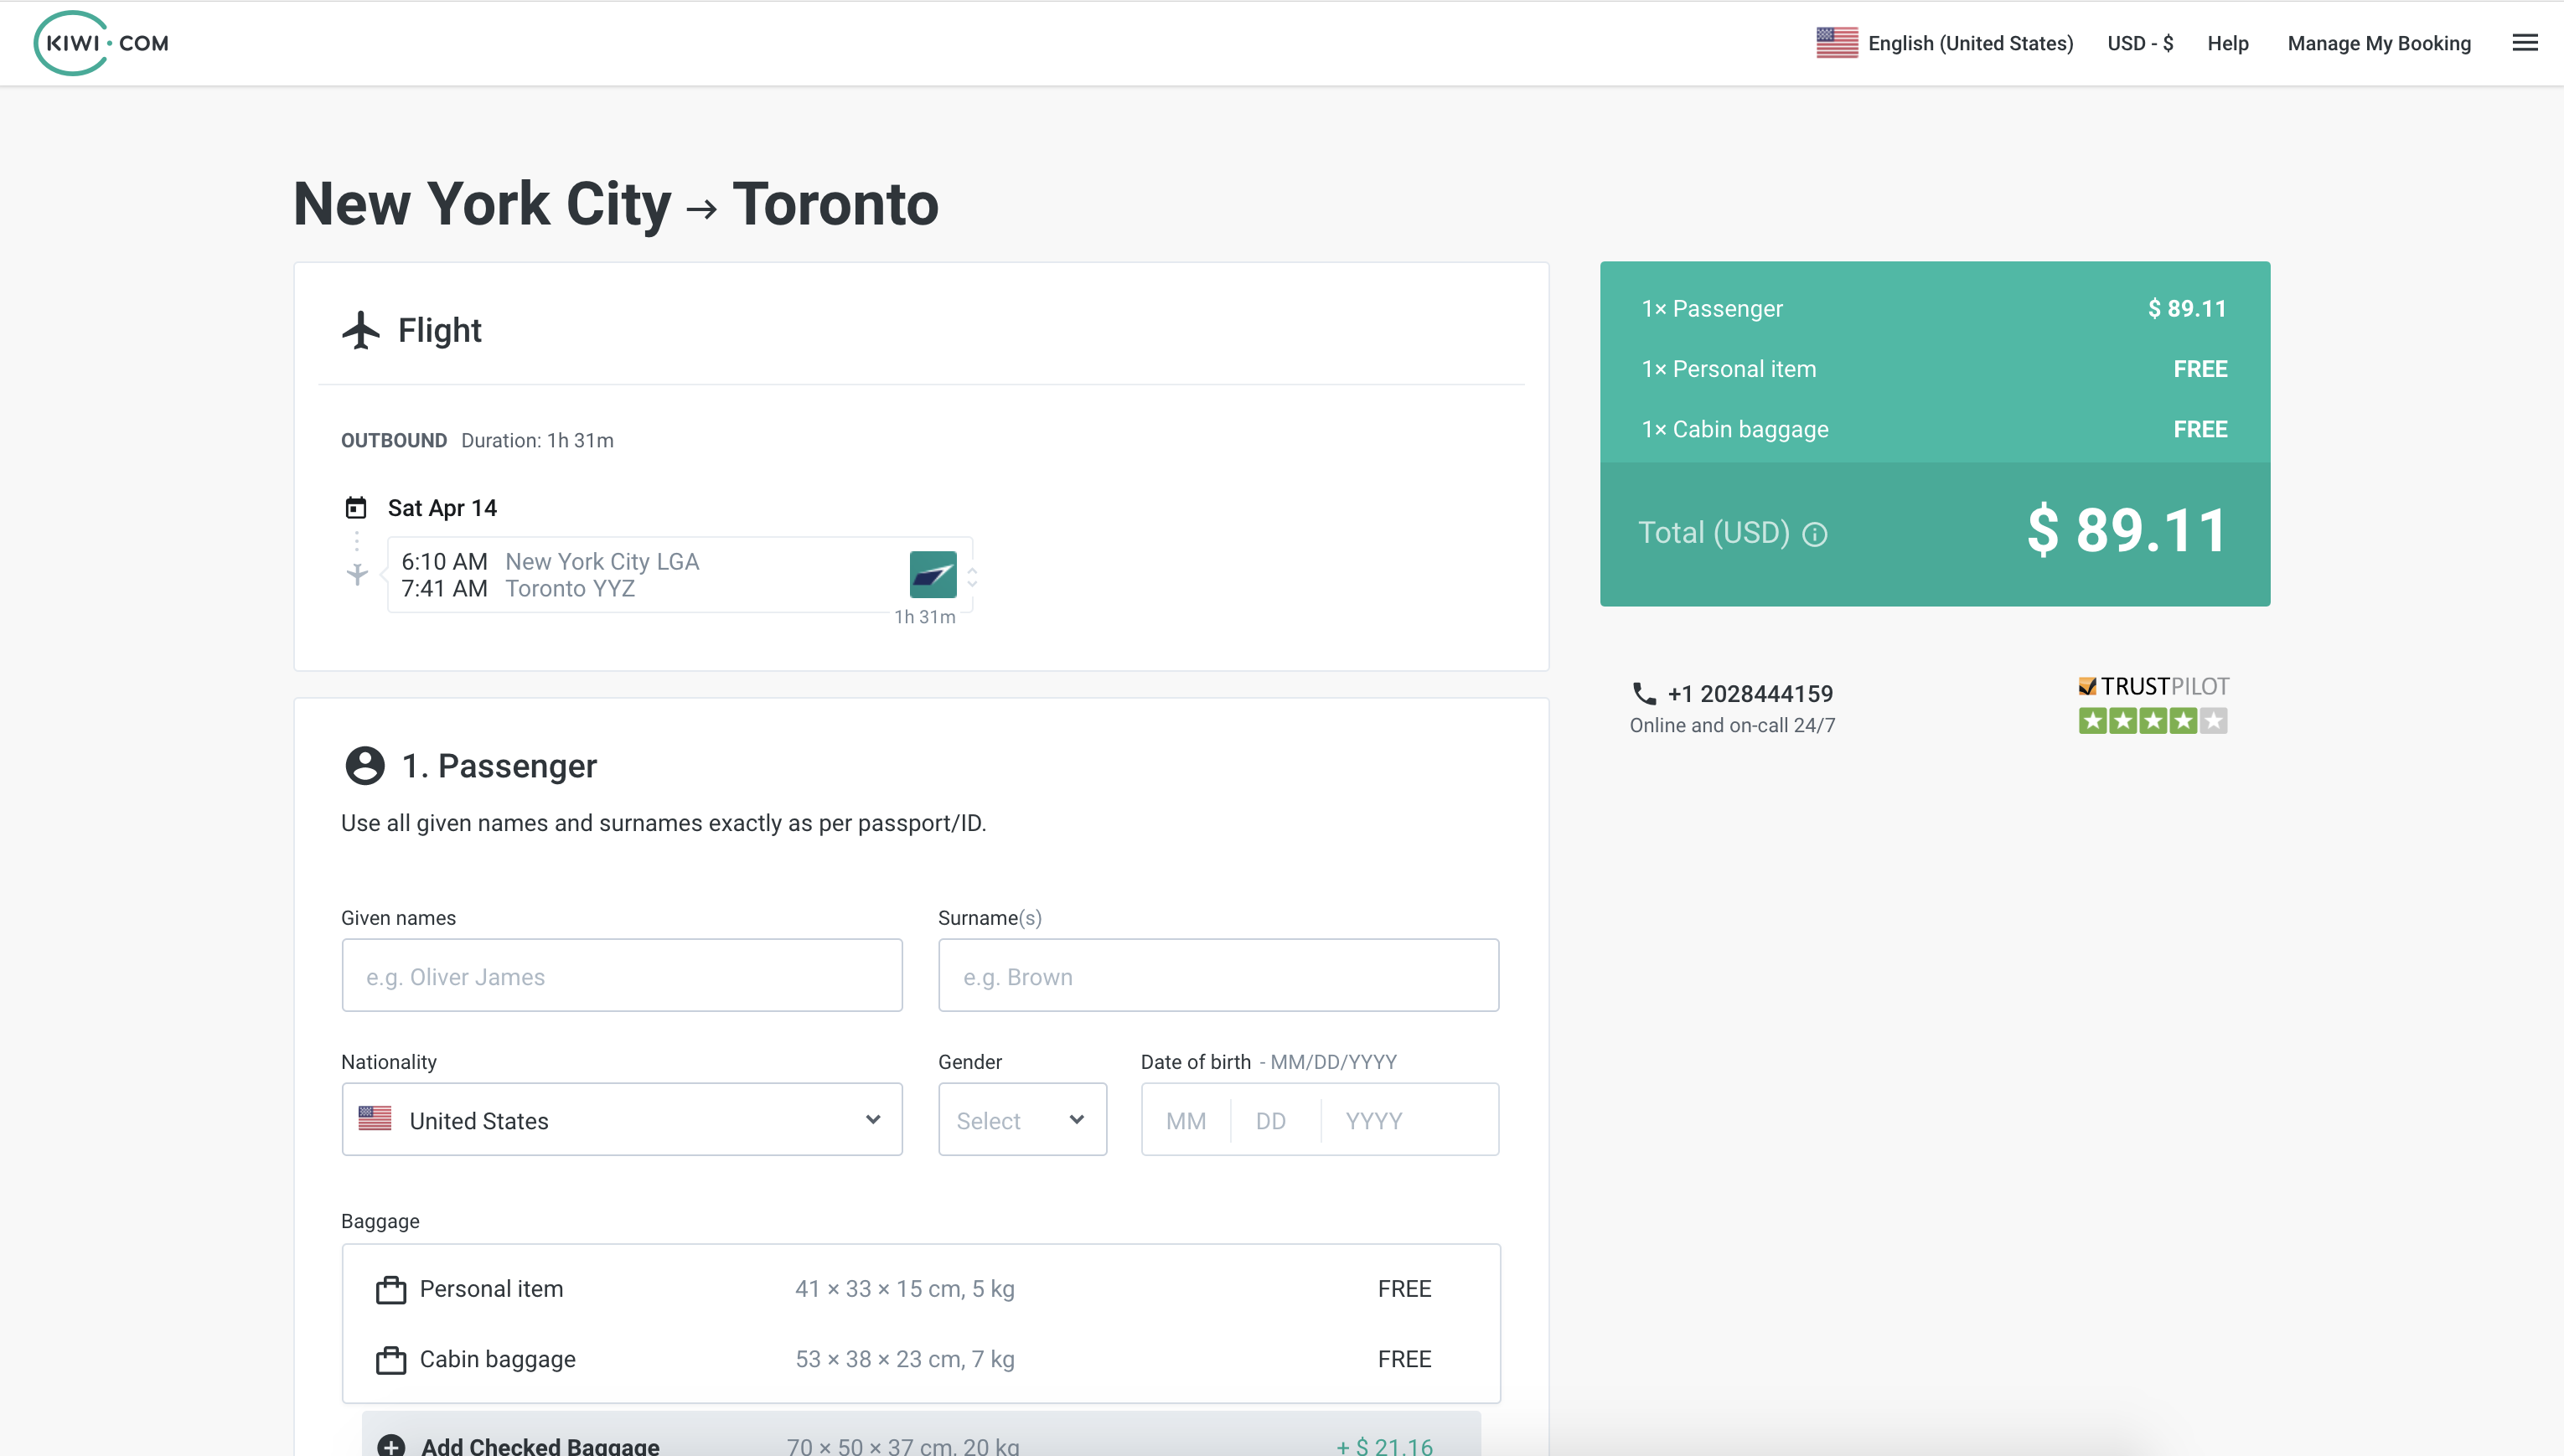 KIWI.COM
English (United States)
USD - $
Help
Manage My Booking
New York City → Toronto
Flight
OUTBOUND Duration: 1h 31m
Sat Apr 14
6:10 AM New York City LGA
7:41 AM Toronto YYZ
1h 31m
1× Passenger $ 89.11
1× Personal item FREE
1× Cabin baggage FREE
Total (USD) $ 89.11
+1 2028444159
Online and on-call 24/7
TRUSTPILOT
1. Passenger
Use all given names and surnames exactly as per passport/ID.
Given names
e.g. Oliver James
Surname(s)
e.g. Brown
Nationality
United States
Gender
Select
Date of birth - MM/DD/YYYY
MM DD YYYY
Baggage
Personal item 41 × 33 × 15 cm, 5 kg FREE
Cabin baggage 53 × 38 × 23 cm, 7 kg FREE
Add Checked Baggage 70 × 50 × 37 cm, 20 kg + $ 21.16